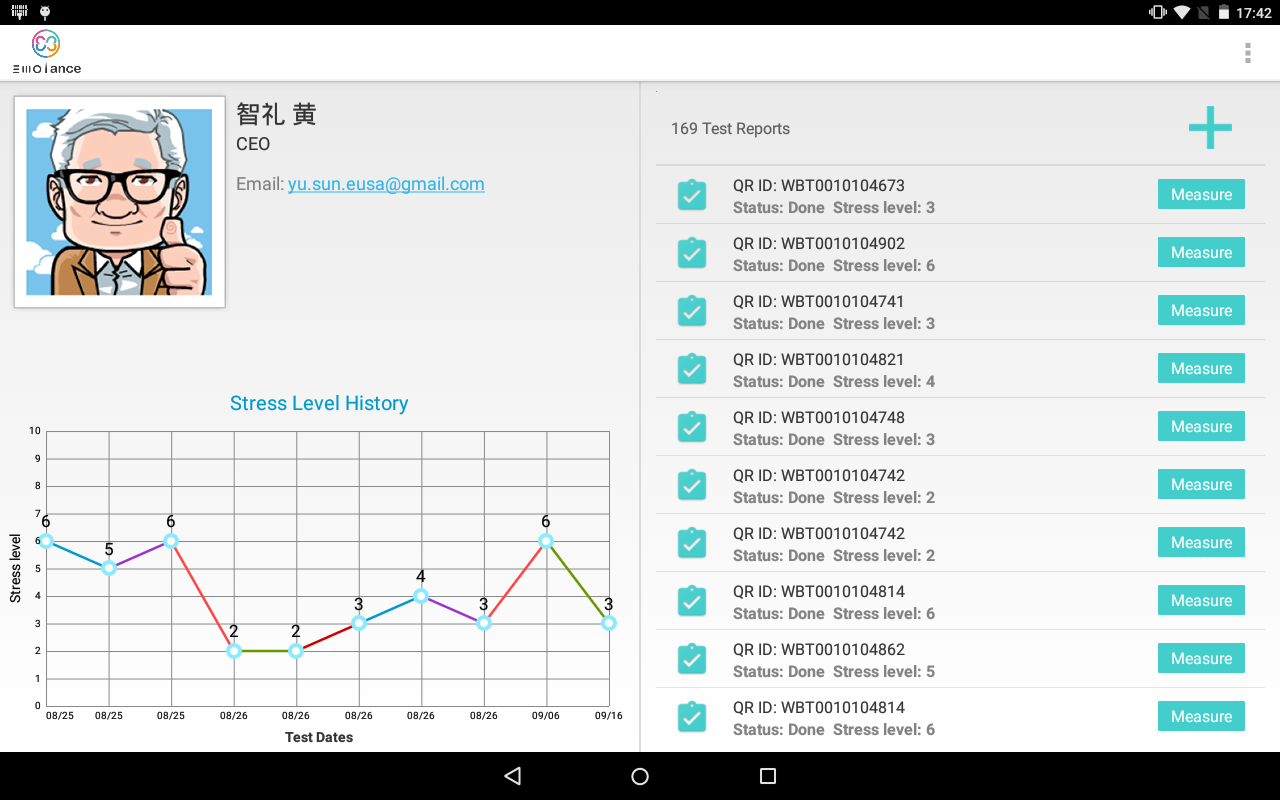 17:42
Emotance
智礼 黄
CEO
Email: yu.sun.eusa@gmail.com
Stress Level History
10
9
8
7
6
5
4
3
2
1
0
Stress level
6
5
6
2
2
3
4
3
6
3
08/25 08/25 08/25 08/26 08/26 08/26 08/26 08/26 09/06 09/16
Test Dates
169 Test Reports
QR ID: WBT0010104673
Status: Done Stress level: 3
Measure
QR ID: WBT0010104902
Status: Done Stress level: 6
Measure
QR ID: WBT0010104741
Status: Done Stress level: 3
Measure
QR ID: WBT0010104821
Status: Done Stress level: 4
Measure
QR ID: WBT0010104748
Status: Done Stress level: 3
Measure
QR ID: WBT0010104742
Status: Done Stress level: 2
Measure
QR ID: WBT0010104742
Status: Done Stress level: 2
Measure
QR ID: WBT0010104814
Status: Done Stress level: 6
Measure
QR ID: WBT0010104862
Status: Done Stress level: 5
Measure
QR ID: WBT0010104814
Status: Done Stress level: 6
Measure